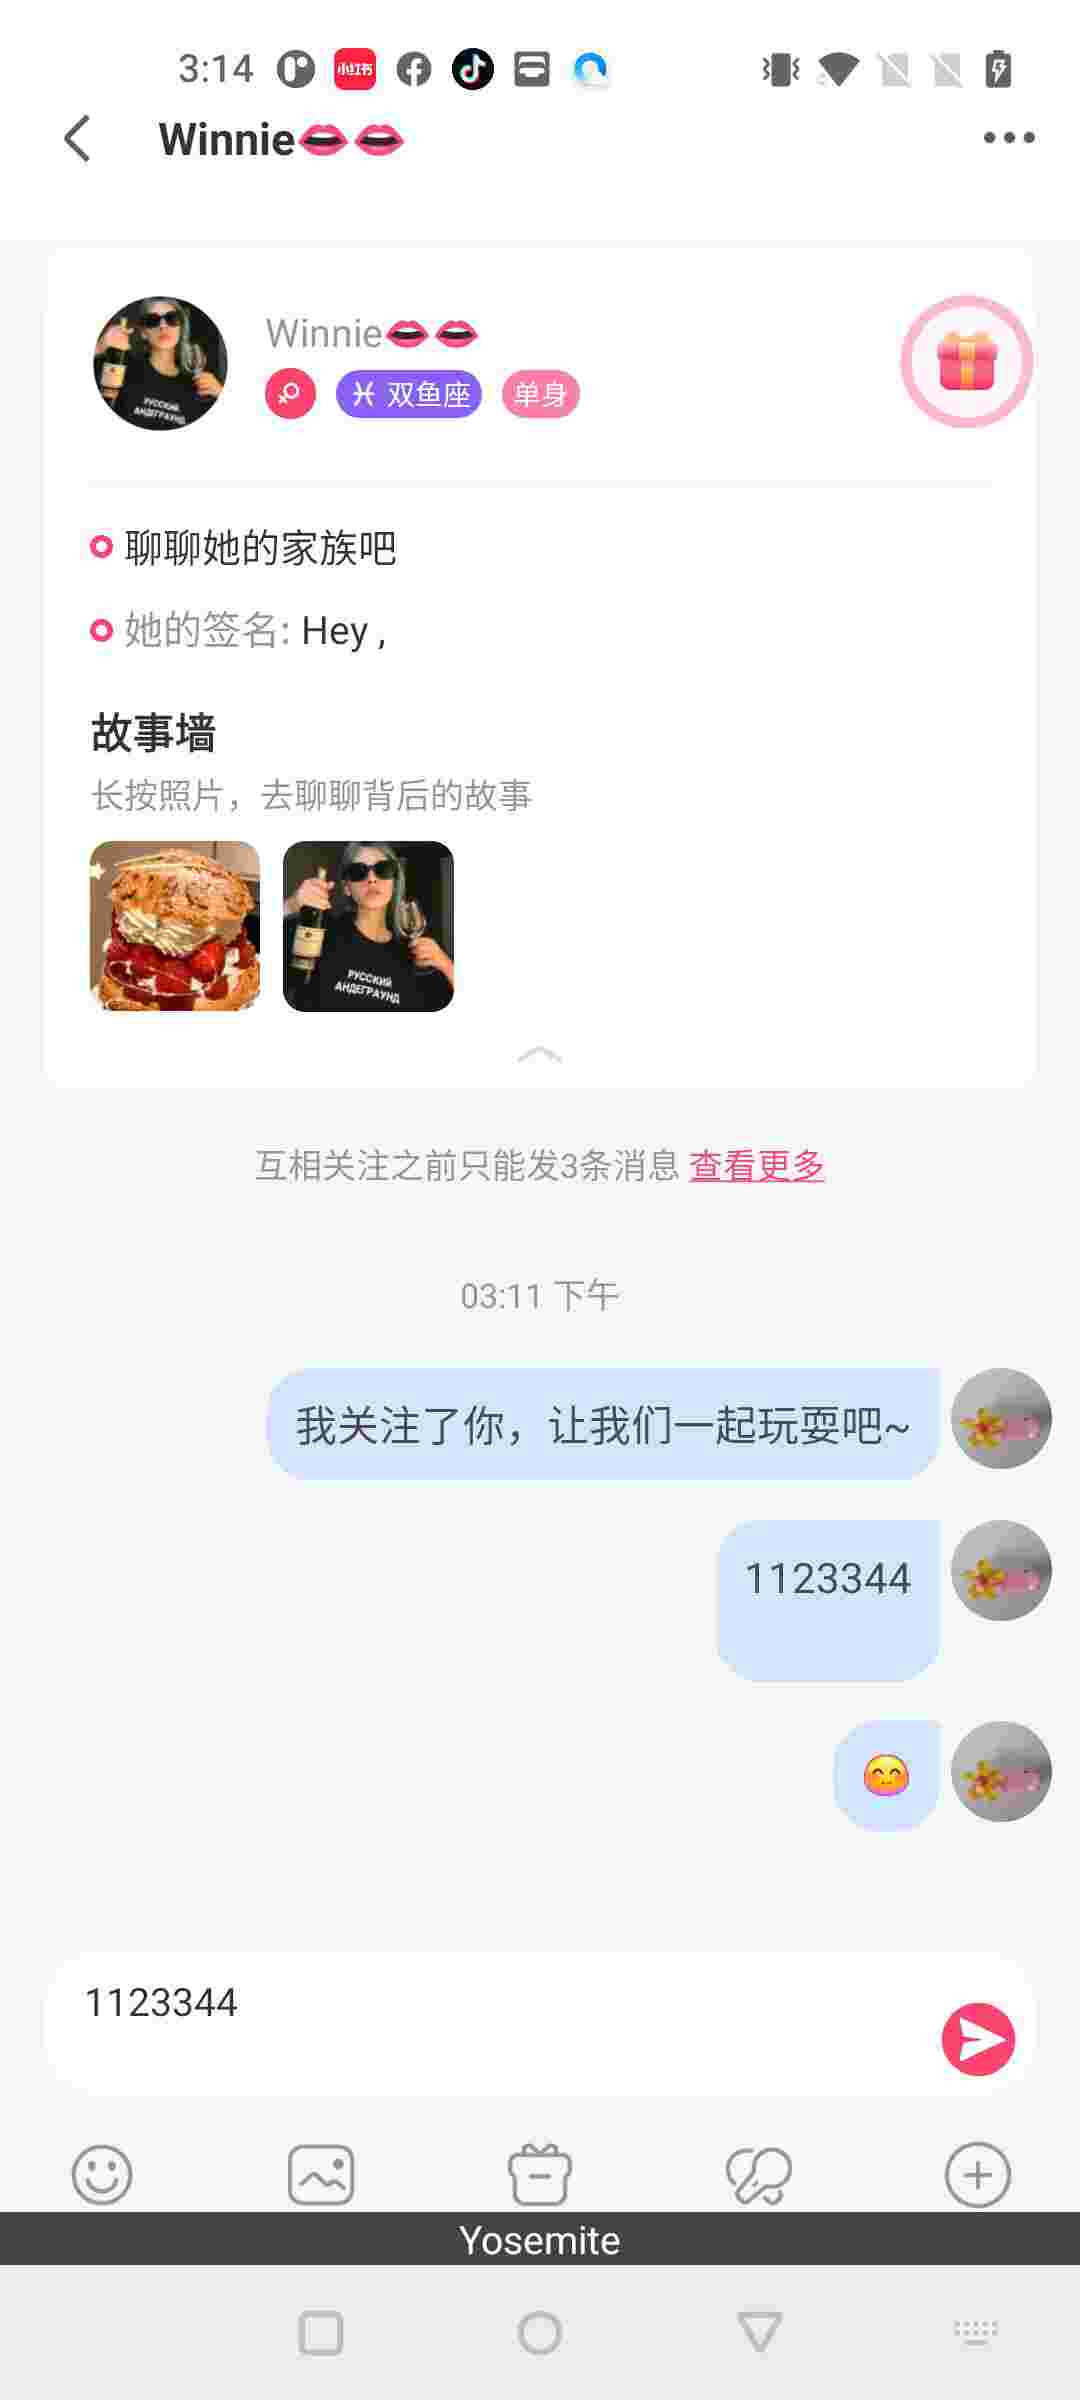 3:14
小红书
Winnie👄👄
Winnie👄👄
双鱼座 单身
РУССКИЙ
АНДЕГРАУНД
聊聊她的家族吧
她的签名: Hey ,
故事墙
长按照片，去聊聊背后的故事
РУССКИЙ
АНДЕГРАУНД
互相关注之前只能发3条消息 查看更多
03:11 下午
我关注了你，让我们一起玩耍吧~
1123344
😊
1123344
Yosemite